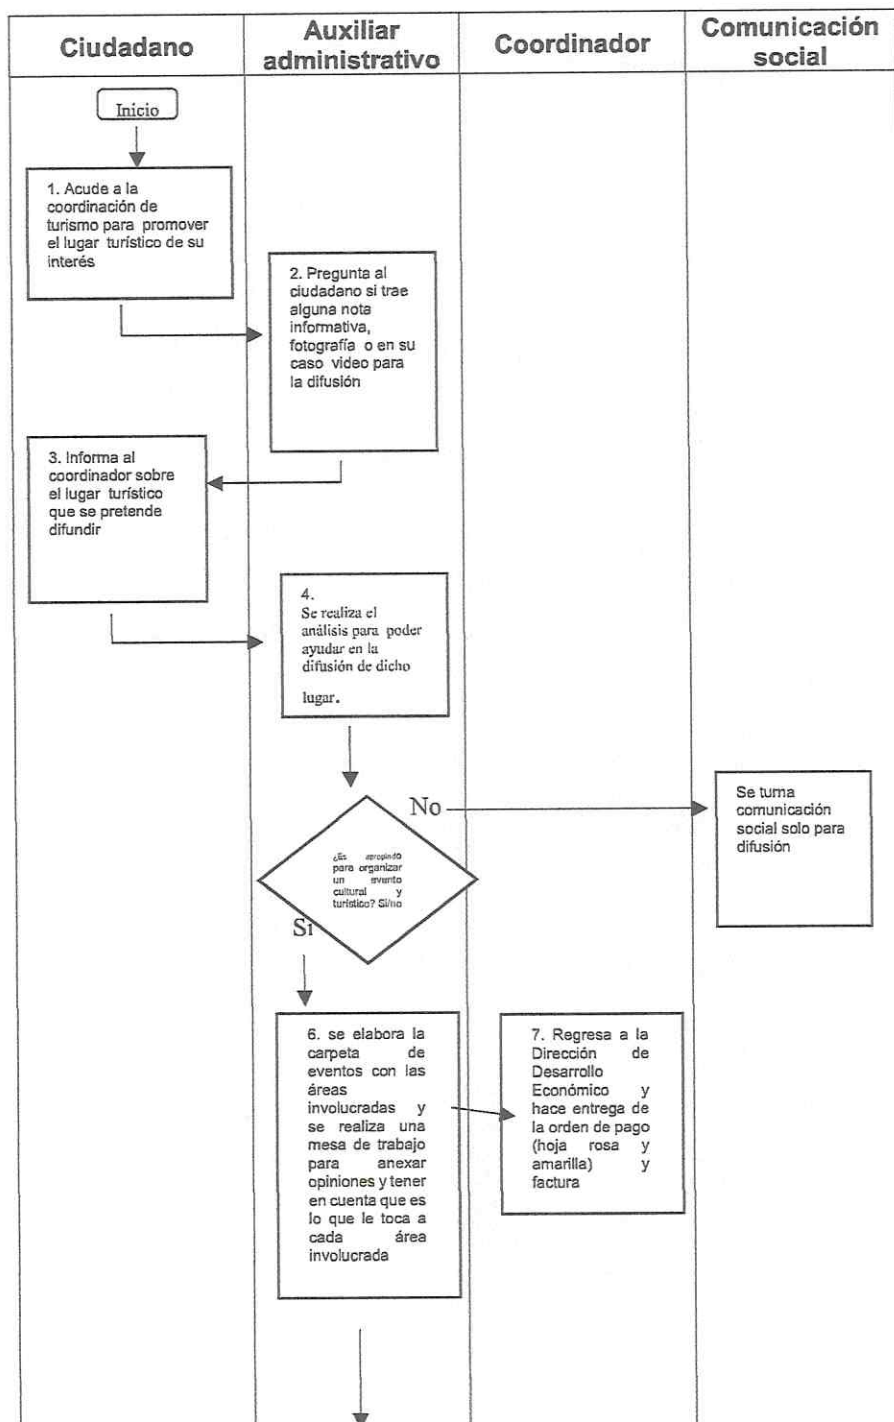 Ciudadano
Auxiliar
administrativo
Coordinador
Comunicación
social
Inicio
1. Acude a la
coordinación de
turismo para promover
el lugar turístico de su
interés
2. Pregunta al
ciudadano si trae
alguna nota
informativa,
fotografía o en su
caso video para
la difusión
3. Informa al
coordinador sobre
el lugar turístico
que se pretende
difundir
4.
Se realiza el
análisis para poder
ayudar en la
difusión de dicho
lugar.
No
Se turna
comunicación
social solo para
difusión
¿Es apropiado
para organizar
un evento
cultural y
turístico? Si/no
Si
6. se elabora la
carpeta de
eventos con las
áreas
involucradas y
se realiza una
mesa de trabajo
para anexar
opiniones y tener
en cuenta que es
lo que le toca a
cada área
involucrada
7. Regresa a la
Dirección de
Desarrollo
Económico y
hace entrega de
la orden de pago
(hoja rosa y
amarilla) y
factura